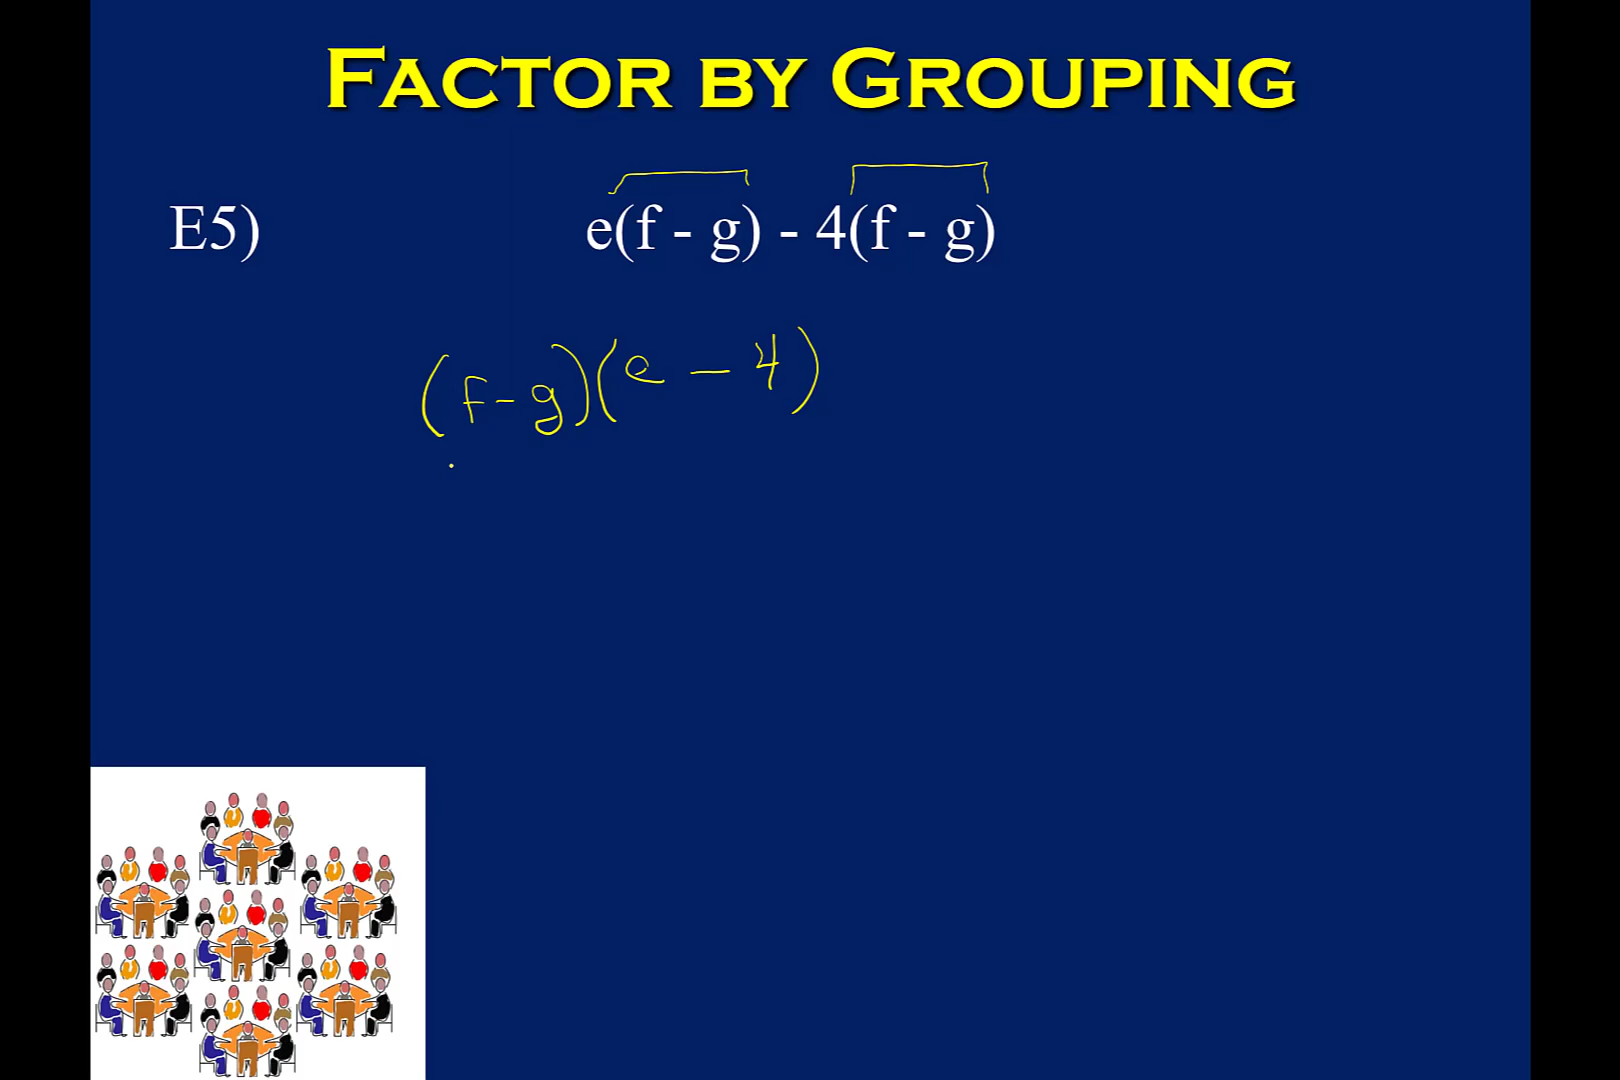 FACTOR BY GROUPING
E5) e(f - g) - 4(f - g)
(f-g)(e - 4)